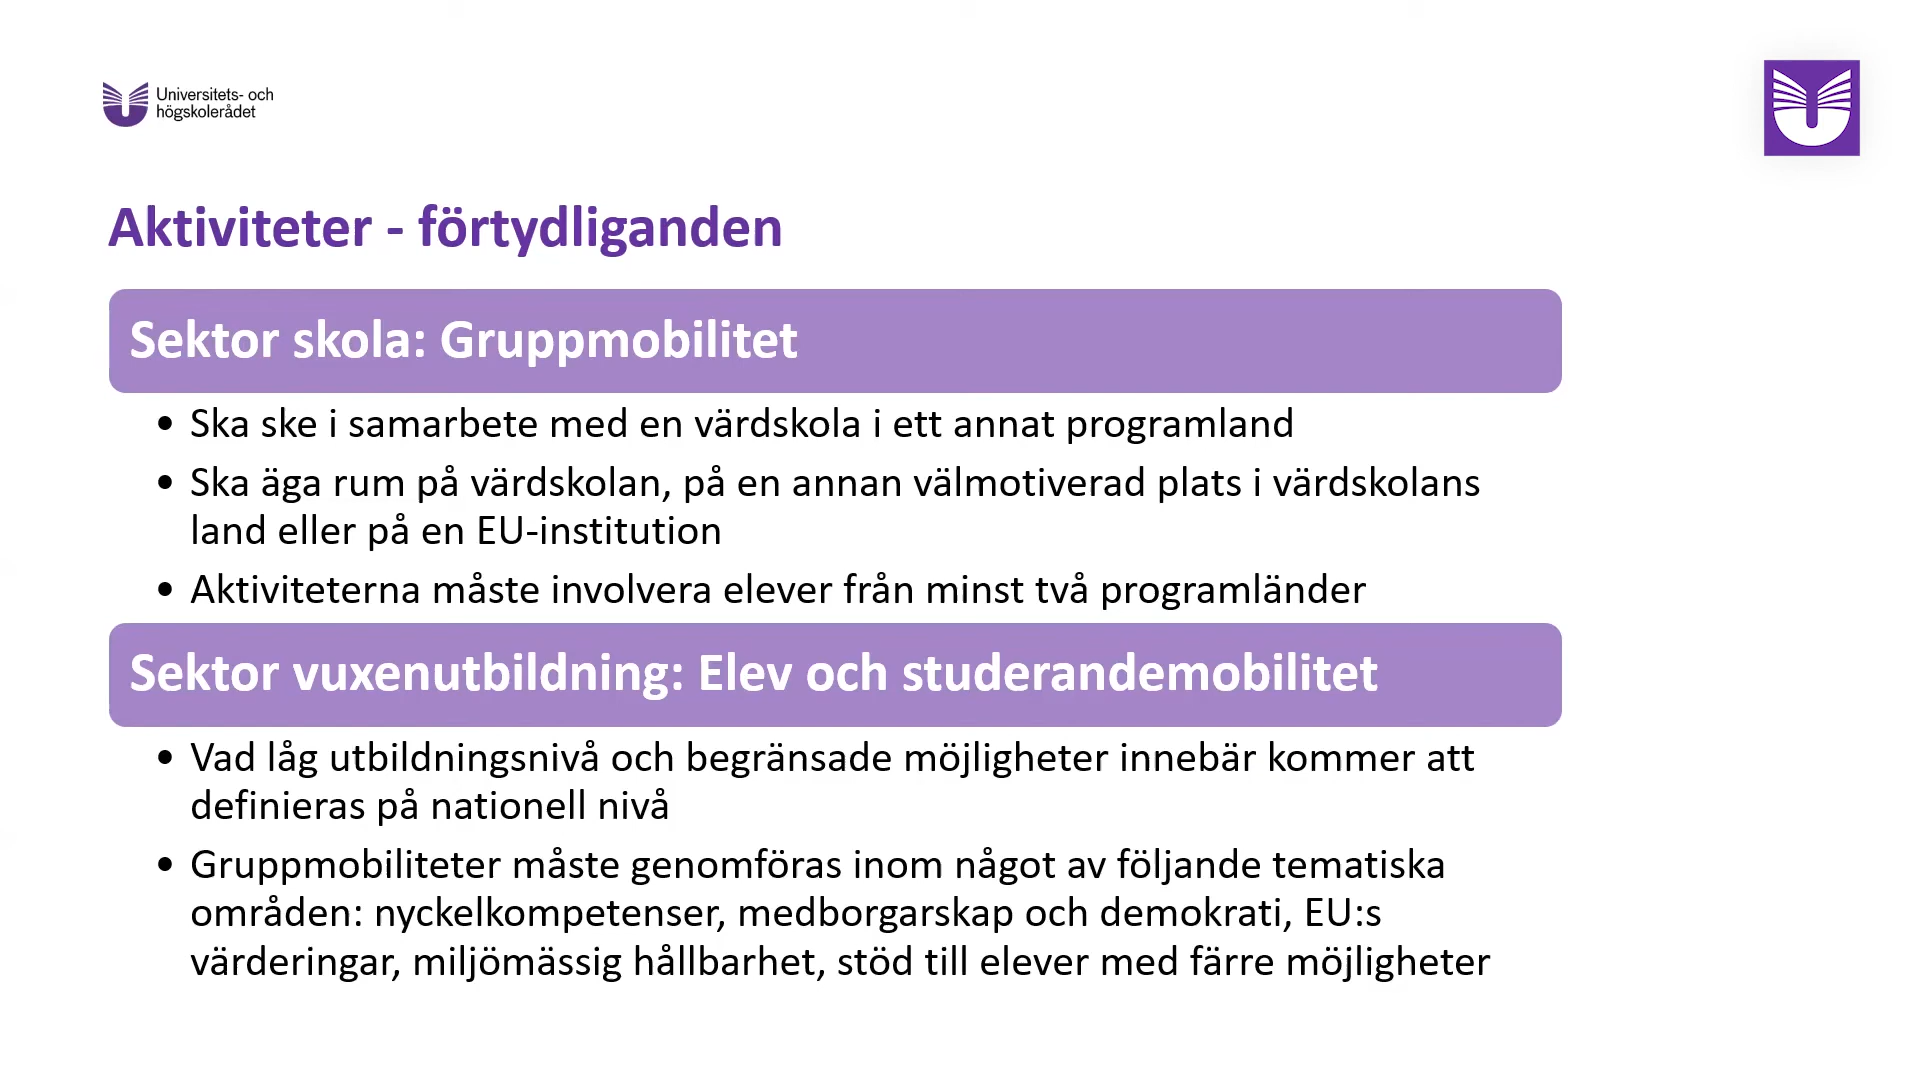 Universitets- och
högskolerådet
Aktiviteter - förtydliganden
Sektor skola: Gruppmobilitet
• Ska ske i samarbete med en värdskola i ett annat programland
• Ska äga rum på värdskolan, på en annan välmotiverad plats i värdskolans
land eller på en EU-institution
• Aktiviteterna måste involvera elever från minst två programländer
Sektor vuxenutbildning: Elev och studerandemobilitet
• Vad låg utbildningsnivå och begränsade möjligheter innebär kommer att
definieras på nationell nivå
• Gruppmobiliteter måste genomföras inom något av följande tematiska
områden: nyckelkompetenser, medborgarskap och demokrati, EU:s
värderingar, miljömässig hållbarhet, stöd till elever med färre möjligheter